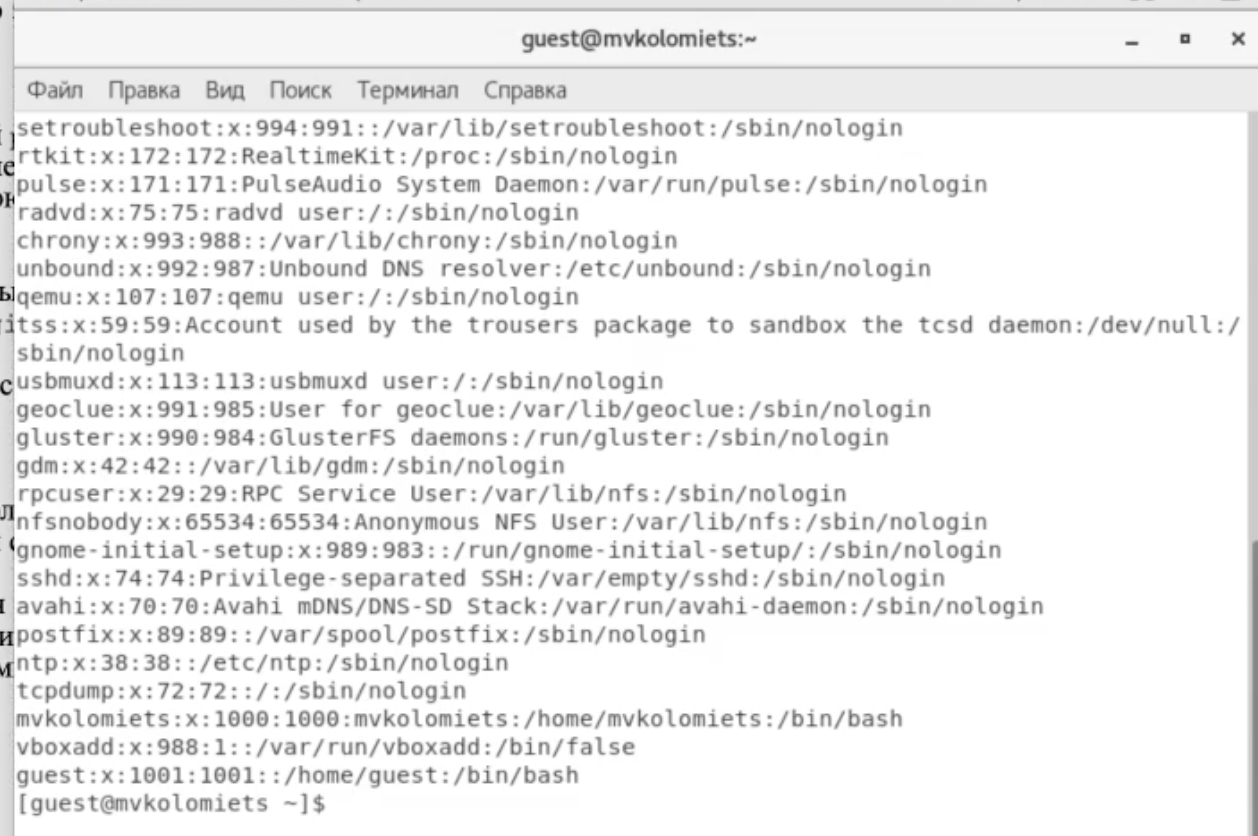 guest@mvkolomiets:~
Файл Правка Вид Поиск Терминал Справка
setroubleshoot:x:994:991::/var/lib/setroubleshoot:/sbin/nologin
rtkit:x:172:172:RealtimeKit:/proc:/sbin/nologin
pulse:x:171:171:PulseAudio System Daemon:/var/run/pulse:/sbin/nologin
radvd:x:75:75:radvd user:/:/sbin/nologin
chrony:x:993:988::/var/lib/chrony:/sbin/nologin
unbound:x:992:987:Unbound DNS resolver:/etc/unbound:/sbin/nologin
qemu:x:107:107:qemu user:/:/sbin/nologin
tss:x:59:59:Account used by the trousers package to sandbox the tcsd daemon:/dev/null:/
sbin/nologin
usbmuxd:x:113:113:usbmuxd user:/:/sbin/nologin
geoclue:x:991:985:User for geoclue:/var/lib/geoclue:/sbin/nologin
gluster:x:990:984:GlusterFS daemons:/run/gluster:/sbin/nologin
gdm:x:42:42::/var/lib/gdm:/sbin/nologin
rpcuser:x:29:29:RPC Service User:/var/lib/nfs:/sbin/nologin
nfsnobody:x:65534:65534:Anonymous NFS User:/var/lib/nfs:/sbin/nologin
gnome-initial-setup:x:989:983::/run/gnome-initial-setup/:/sbin/nologin
sshd:x:74:74:Privilege-separated SSH:/var/empty/sshd:/sbin/nologin
avahi:x:70:70:Avahi mDNS/DNS-SD Stack:/var/run/avahi-daemon:/sbin/nologin
postfix:x:89:89::/var/spool/postfix:/sbin/nologin
ntp:x:38:38::/etc/ntp:/sbin/nologin
tcpdump:x:72:72::/:/sbin/nologin
mvkolomiets:x:1000:1000:mvkolomiets:/home/mvkolomiets:/bin/bash
vboxadd:x:988:1::/var/run/vboxadd:/bin/false
guest:x:1001:1001::/home/guest:/bin/bash
[guest@mvkolomiets ~]$